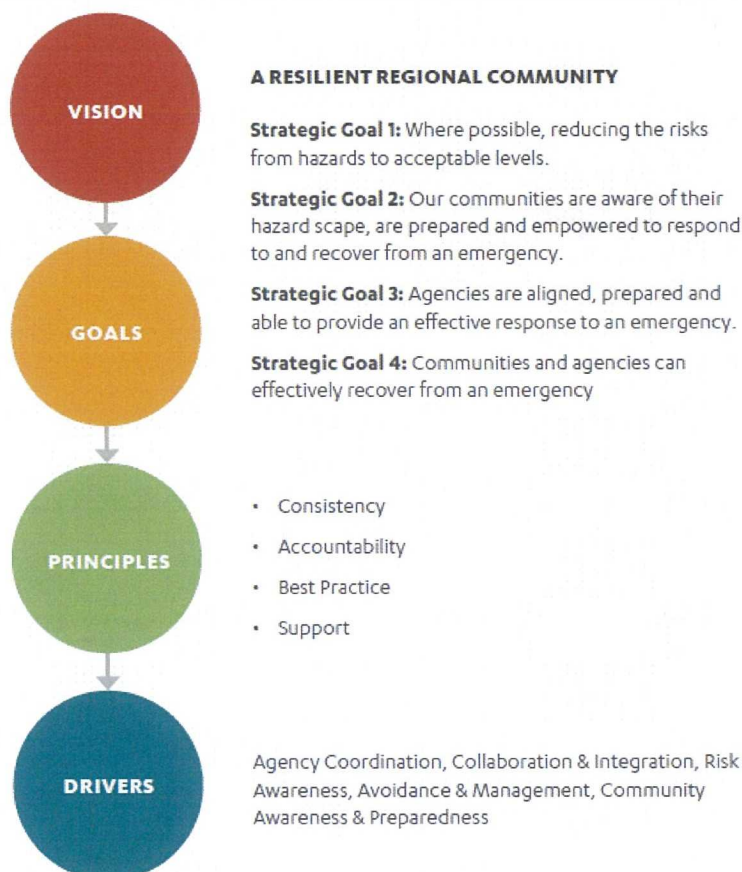 VISION
A RESILIENT REGIONAL COMMUNITY
Strategic Goal 1: Where possible, reducing the risks
from hazards to acceptable levels.
Strategic Goal 2: Our communities are aware of their
hazard scape, are prepared and empowered to respond
to and recover from an emergency.
GOALS
Strategic Goal 3: Agencies are aligned, prepared and
able to provide an effective response to an emergency.
Strategic Goal 4: Communities and agencies can
effectively recover from an emergency
PRINCIPLES
• Consistency
• Accountability
• Best Practice
• Support
DRIVERS
Agency Coordination, Collaboration & Integration, Risk
Awareness, Avoidance & Management, Community
Awareness & Preparedness